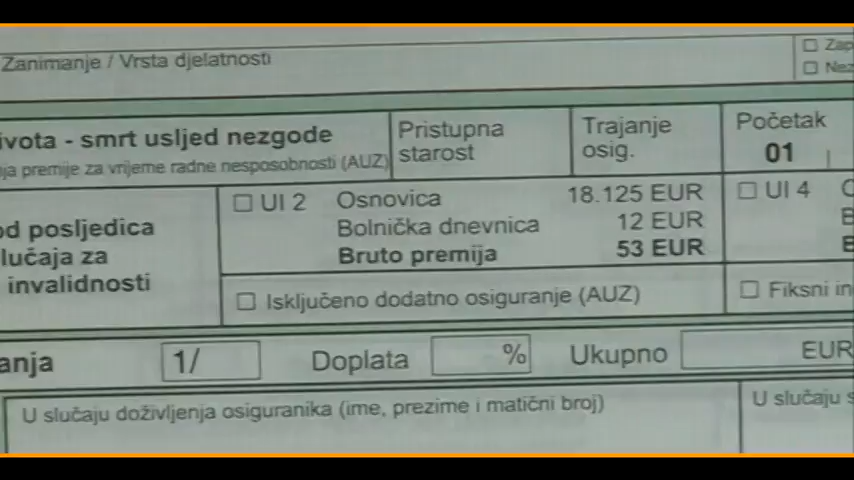 Zanimanje / Vrsta djelatnosti
Zap
Nez
ivota - smrt usljed nezgode
nja premije za vrijeme radne nesposobnosti (AUZ)
Pristupna
starost
Trajanje
osig.
Početak
01
od posljedica
lučaja za
invalidnosti
UI 2 Osnovica 18.125 EUR
Bolnička dnevnica 12 EUR
Bruto premija 53 EUR
UI 4
Isključeno dodatno osiguranje (AUZ)
Fiksni in
anja 1/ Doplata % Ukupno EUR
U slučaju doživljenja osiguranika (ime, prezime i matični broj)
U slučaju s